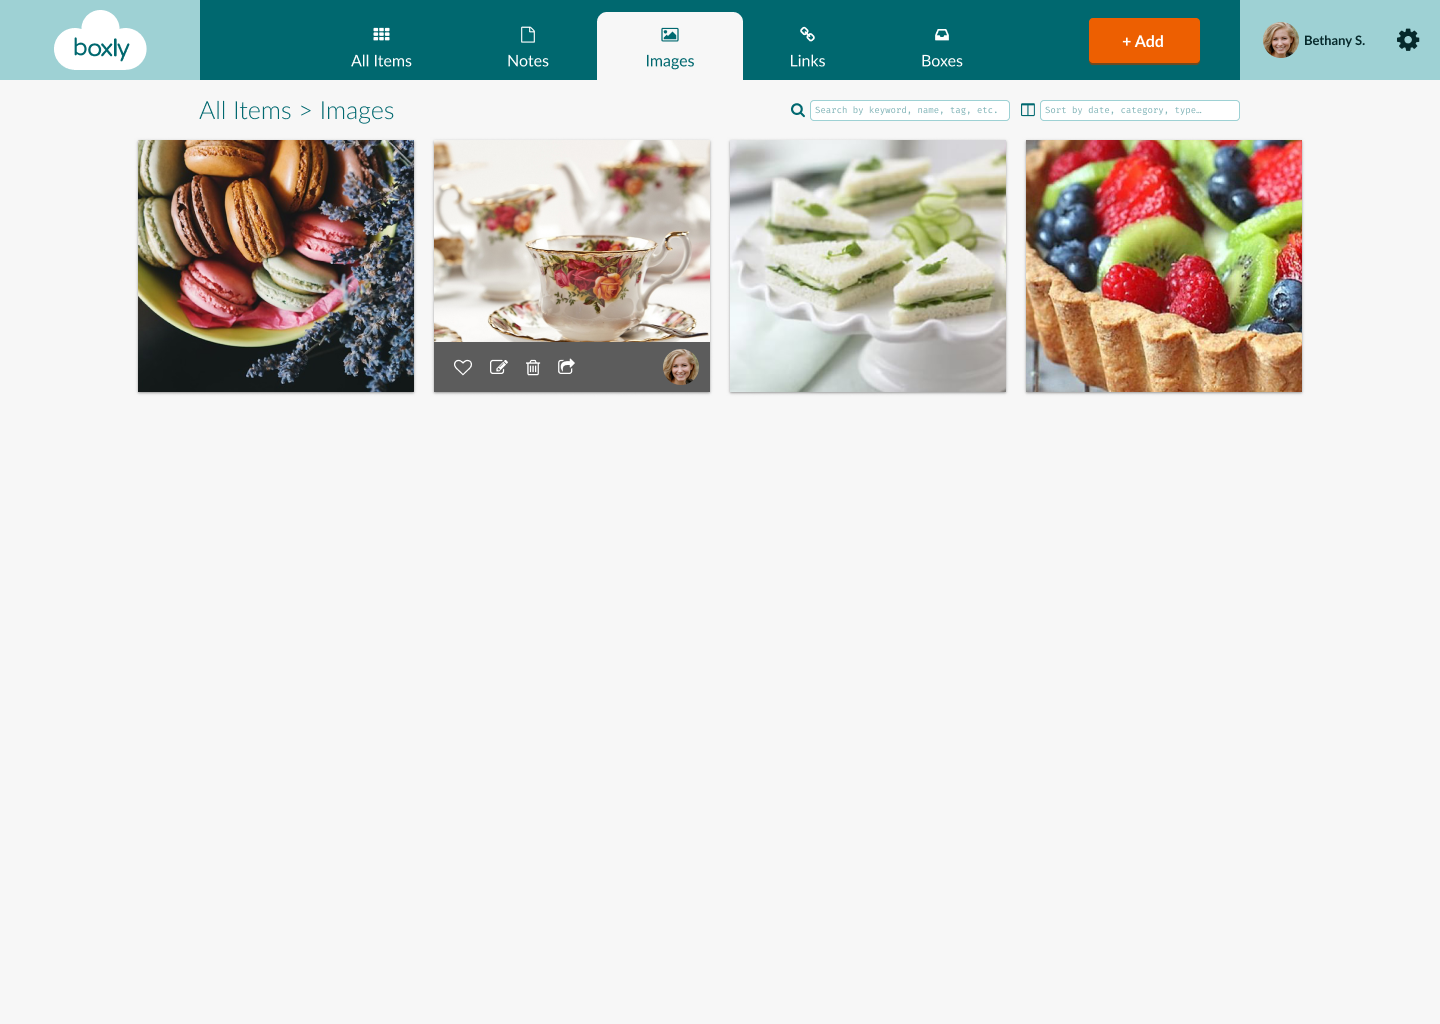 boxly
All Items
Notes
Images
Links
Boxes
+ Add
Bethany S.
All Items > Images
Search by keyword, name, tag, etc.
Sort by date, category, type…